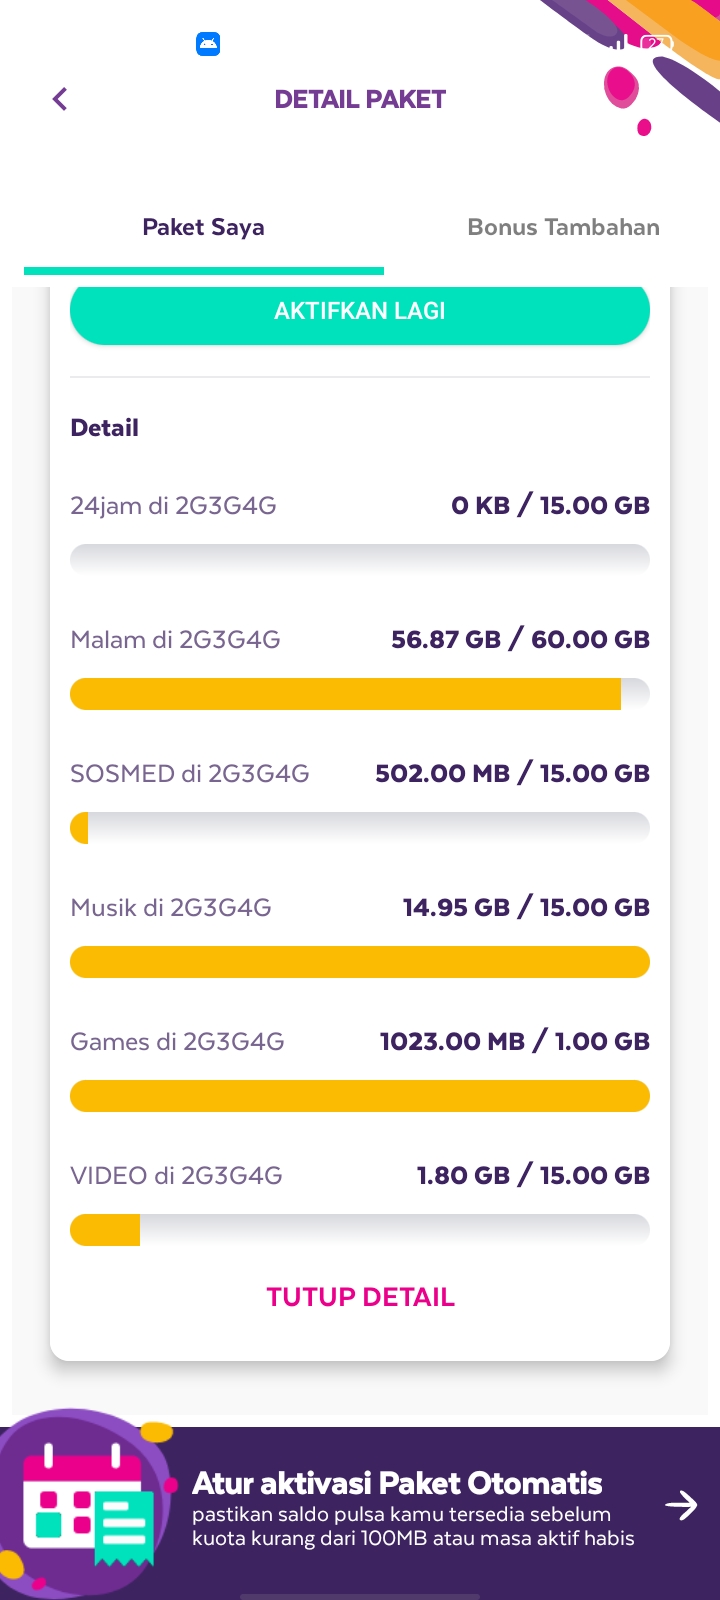 27
DETAIL PAKET
Paket Saya
Bonus Tambahan
AKTIFKAN LAGI
Detail
24jam di 2G3G4G
0 KB / 15.00 GB
Malam di 2G3G4G
56.87 GB / 60.00 GB
SOSMED di 2G3G4G
502.00 MB / 15.00 GB
Musik di 2G3G4G
14.95 GB / 15.00 GB
Games di 2G3G4G
1023.00 MB / 1.00 GB
VIDEO di 2G3G4G
1.80 GB / 15.00 GB
TUTUP DETAIL
Atur aktivasi Paket Otomatis
pastikan saldo pulsa kamu tersedia sebelum
kuota kurang dari 100MB atau masa aktif habis